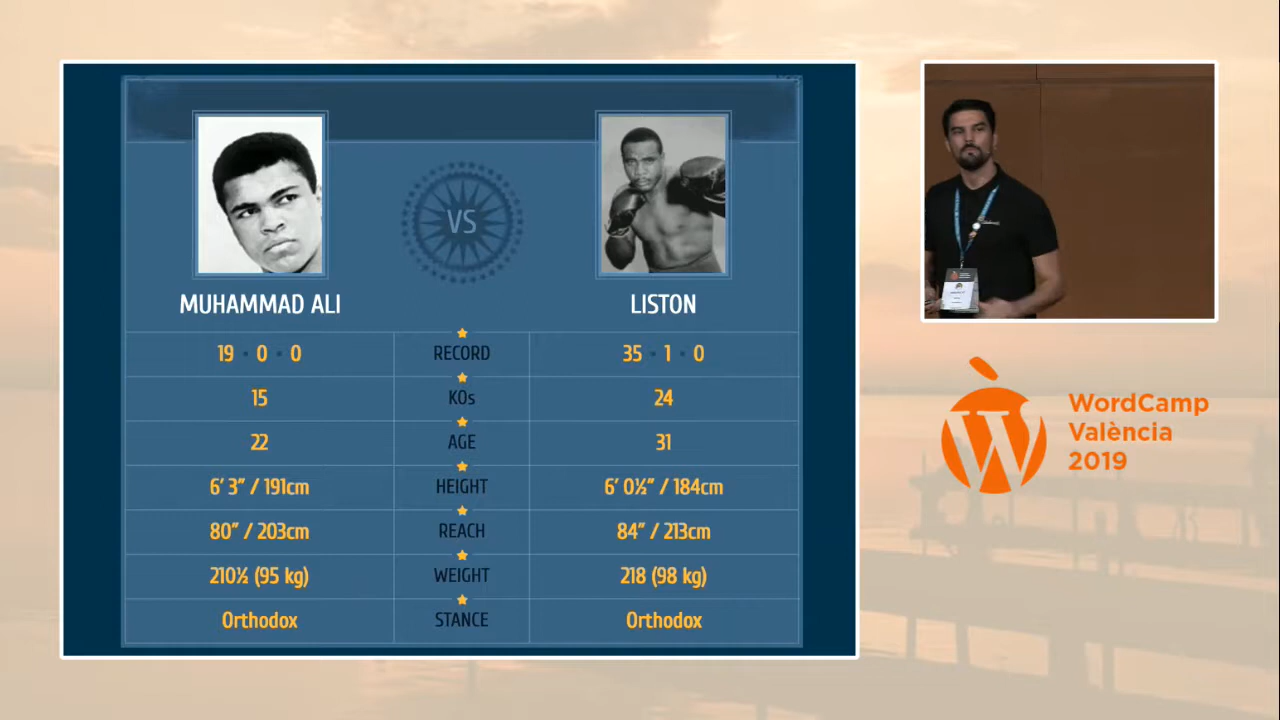 VS
MUHAMMAD ALI
LISTON
19 · 0 · 0
RECORD
35 · 1 · 0
15
KOs
24
22
AGE
31
6’ 3” / 191cm
HEIGHT
6’ 0½” / 184cm
80” / 203cm
REACH
84” / 213cm
210½ (95 kg)
WEIGHT
218 (98 kg)
Orthodox
STANCE
Orthodox
WordCamp
València
2019